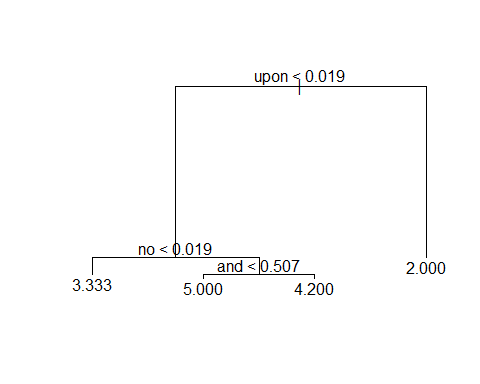 upon < 0.019
no < 0.019
and < 0.507
2.000
3.333
5.000
4.200